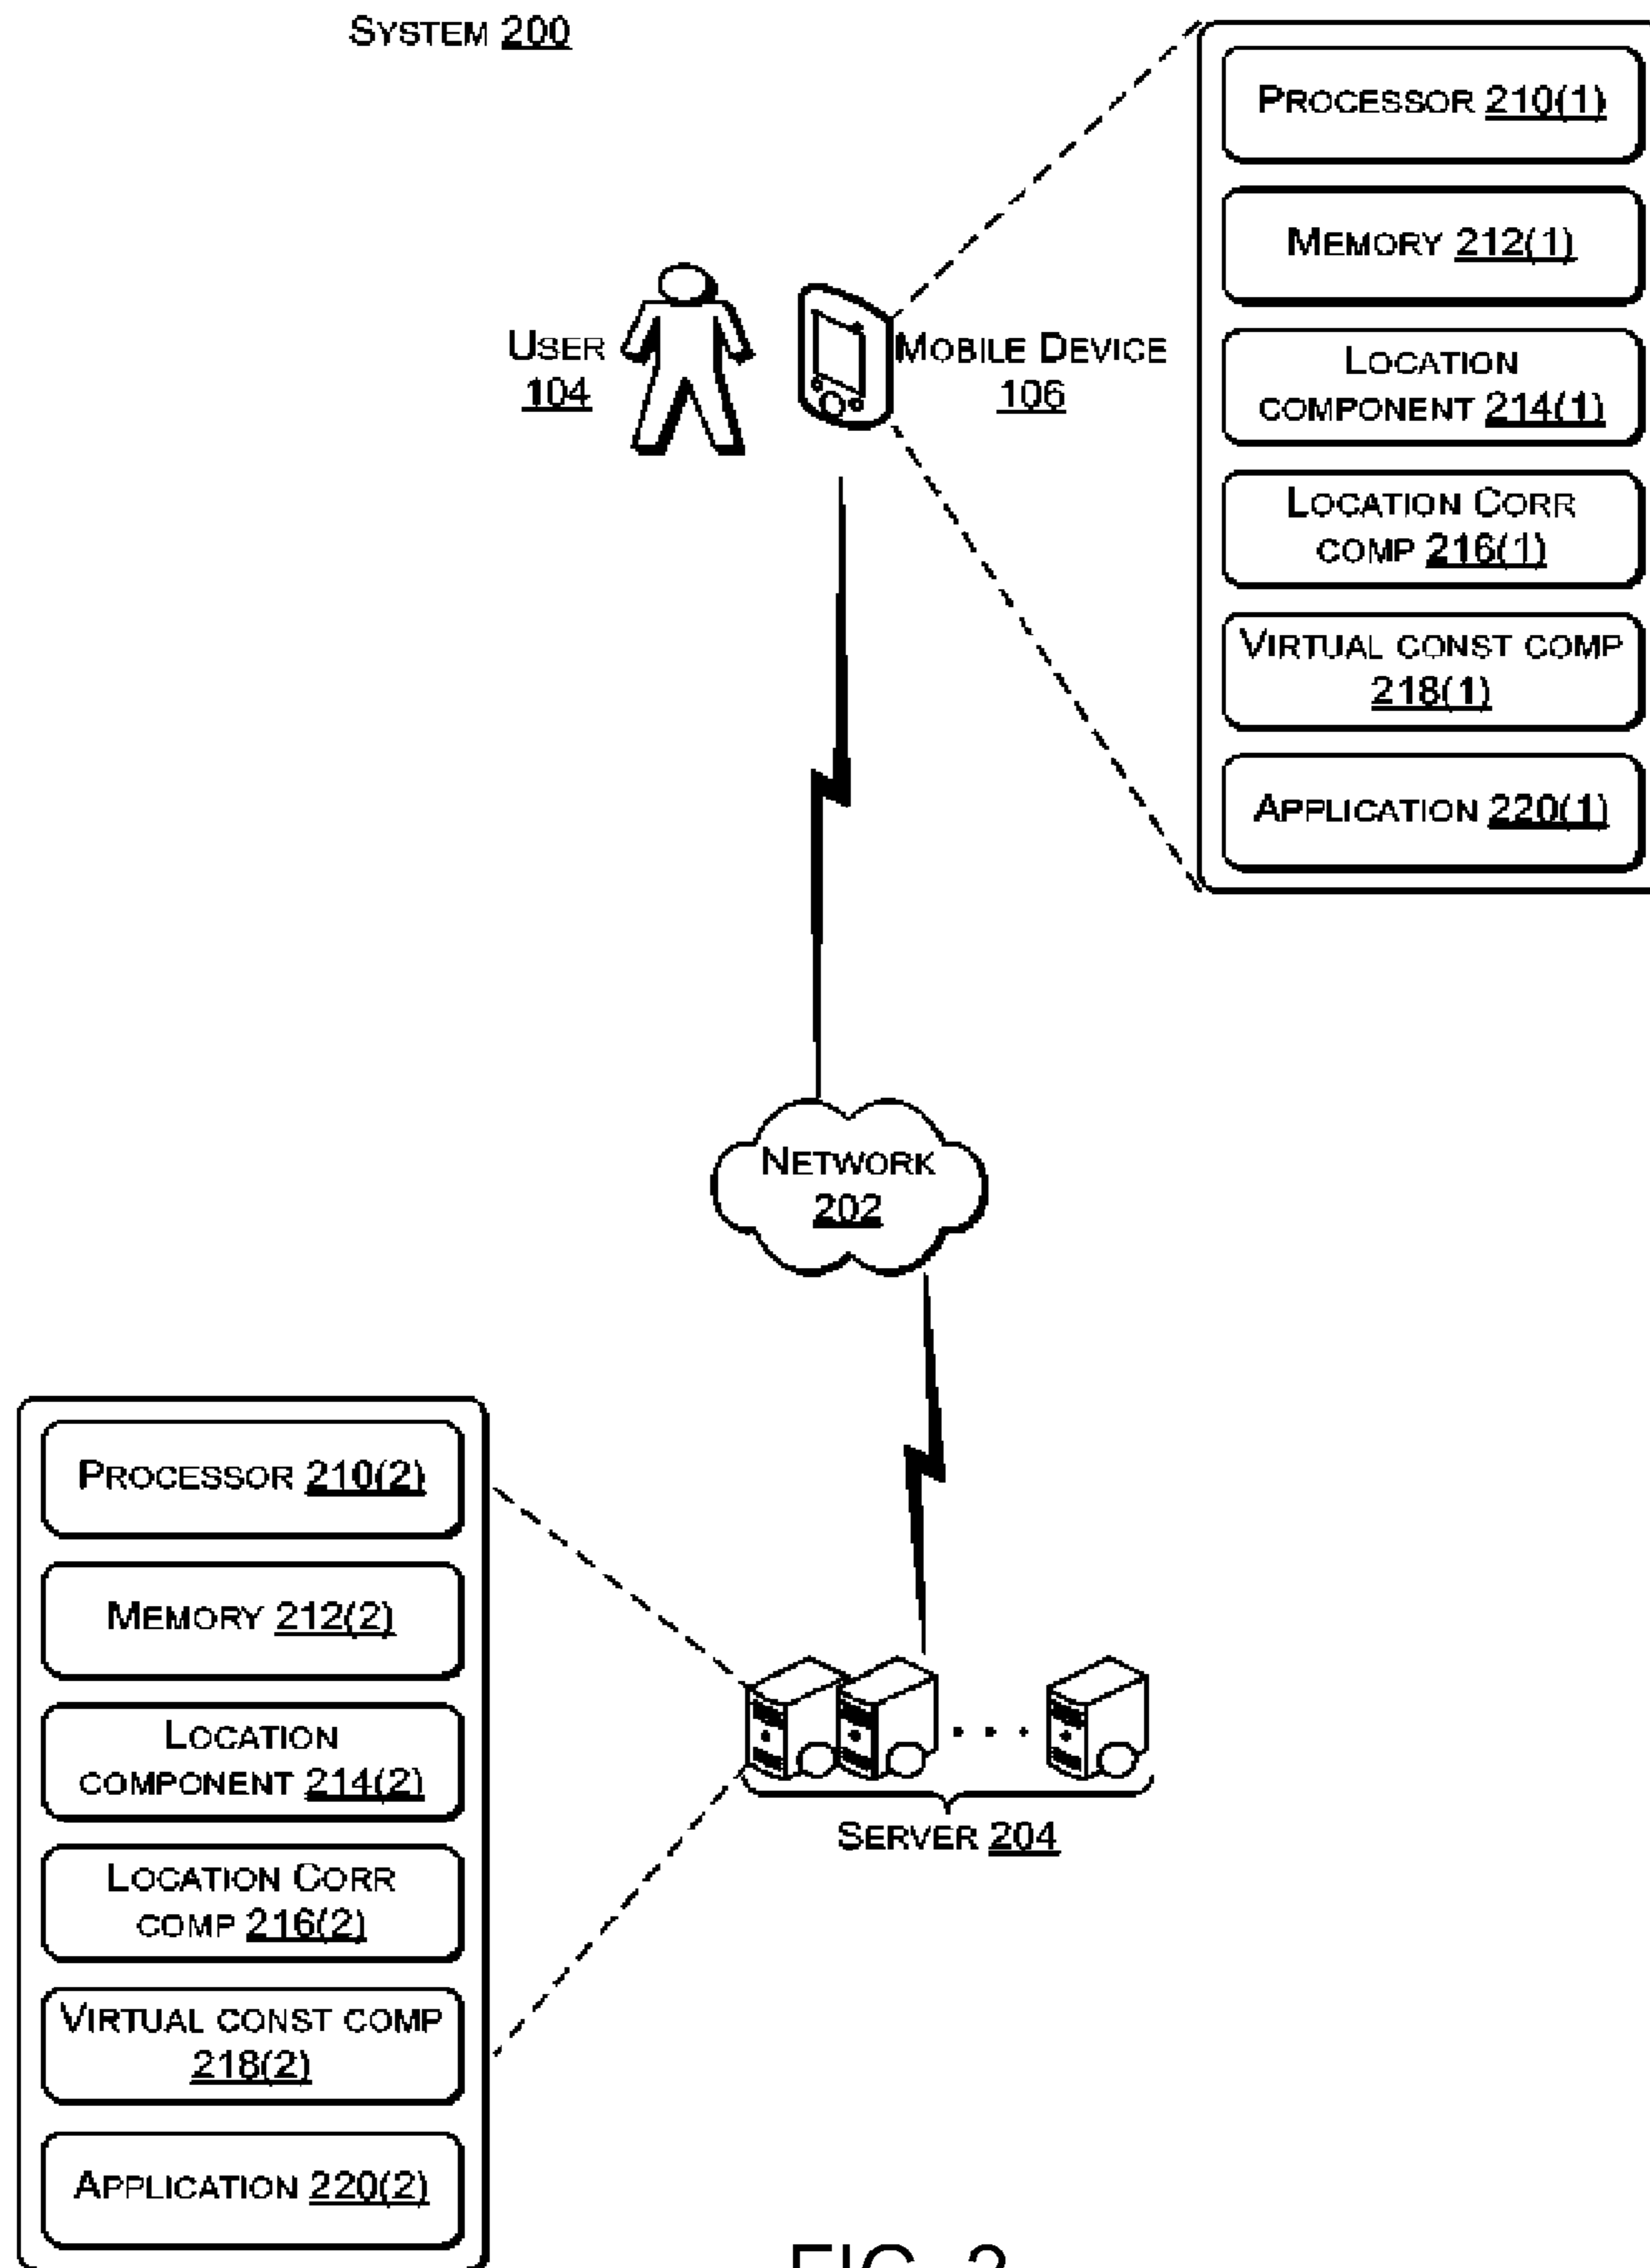 SYSTEM 200
PROCESSOR 210(1)
MEMORY 212(1)
LOCATION
COMPONENT 214(1)
LOCATION CORR
COMP 216(1)
VIRTUAL CONST COMP
218(1)
APPLICATION 220(1)
USER
104
MOBILE DEVICE
106
NETWORK
202
PROCESSOR 210(2)
MEMORY 212(2)
LOCATION
COMPONENT 214(2)
LOCATION CORR
COMP 216(2)
VIRTUAL CONST COMP
218(2)
APPLICATION 220(2)
SERVER 204
FIG. 2